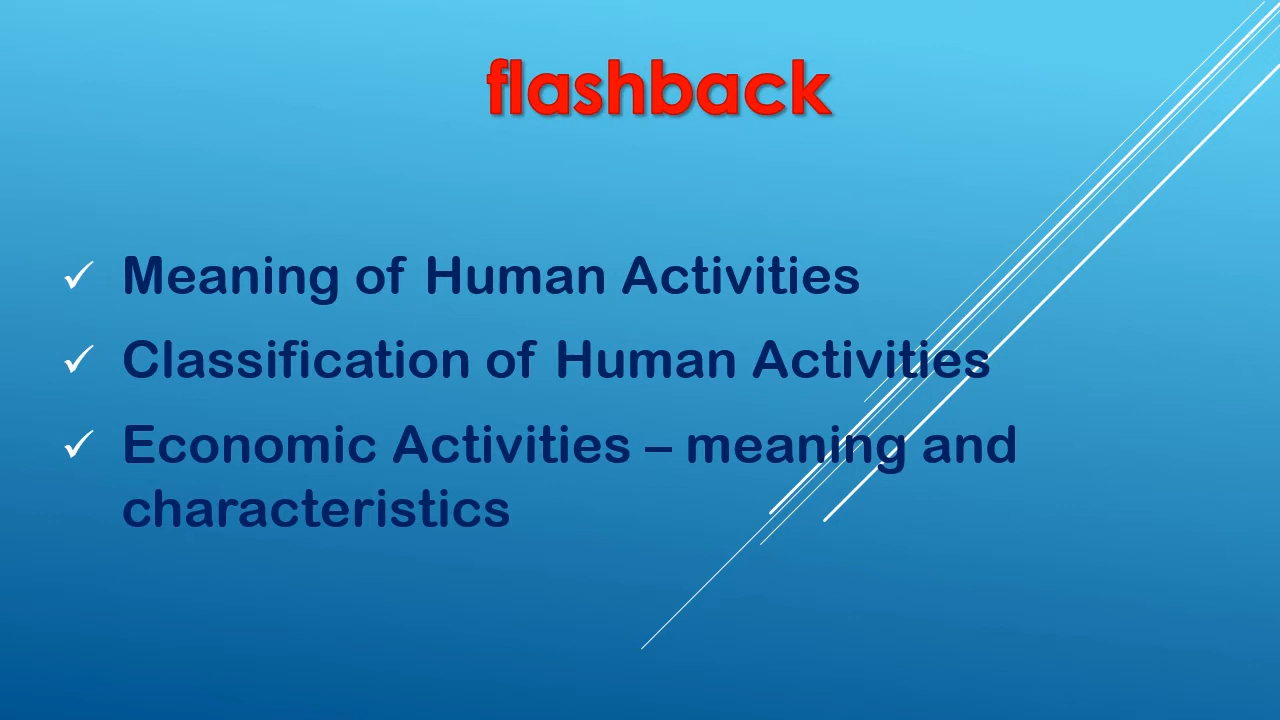 flashback
✓ Meaning of Human Activities
✓ Classification of Human Activities
✓ Economic Activities – meaning and
characteristics